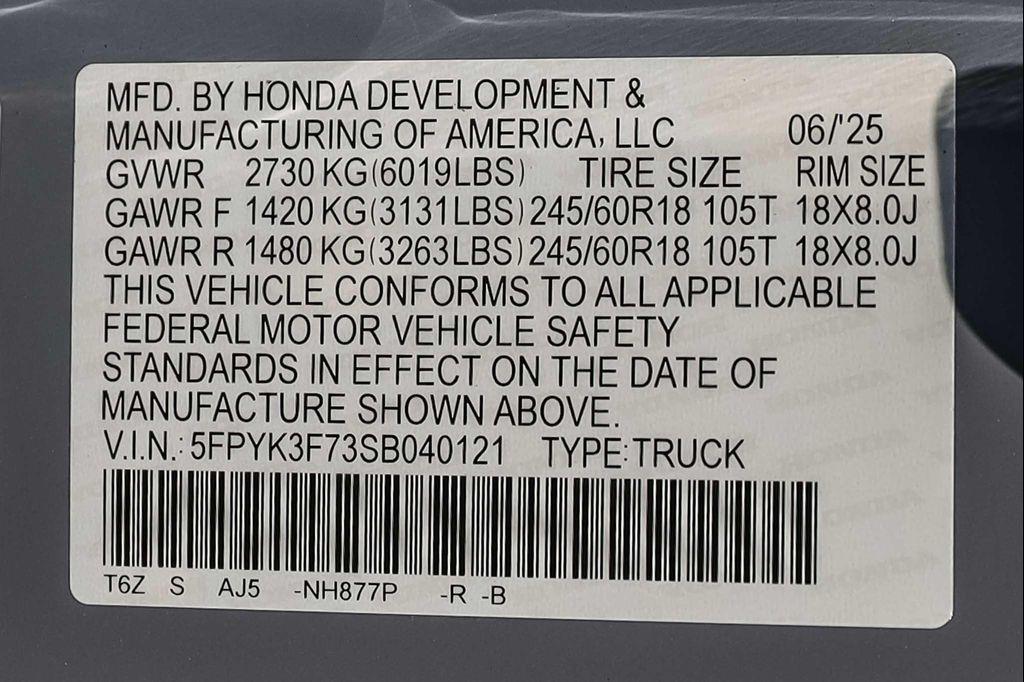 MFD. BY HONDA DEVELOPMENT &
MANUFACTURING OF AMERICA, LLC 06/'25
GVWR 2730 KG(6019LBS) TIRE SIZE RIM SIZE
GAWR F 1420 KG(3131LBS) 245/60R18 105T 18X8.0J
GAWR R 1480 KG(3263LBS) 245/60R18 105T 18X8.0J
THIS VEHICLE CONFORMS TO ALL APPLICABLE
FEDERAL MOTOR VEHICLE SAFETY
STANDARDS IN EFFECT ON THE DATE OF
MANUFACTURE SHOWN ABOVE.
V.I.N.: 5FPYK3F73SB040121 TYPE:TRUCK
T6Z S AJ5 -NH877P -R -B